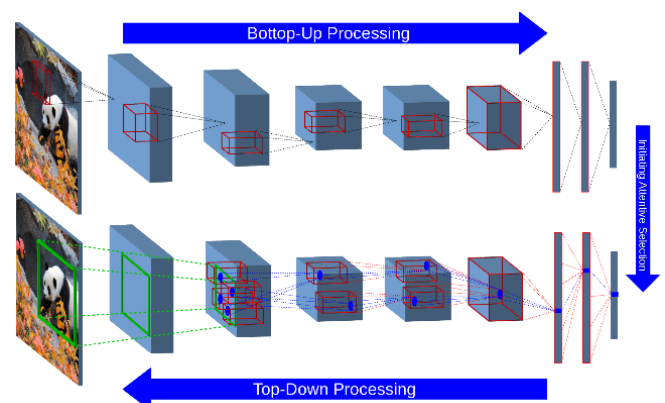 Bottop-Up Processing
Initiating Attentive Selection
Top-Down Processing